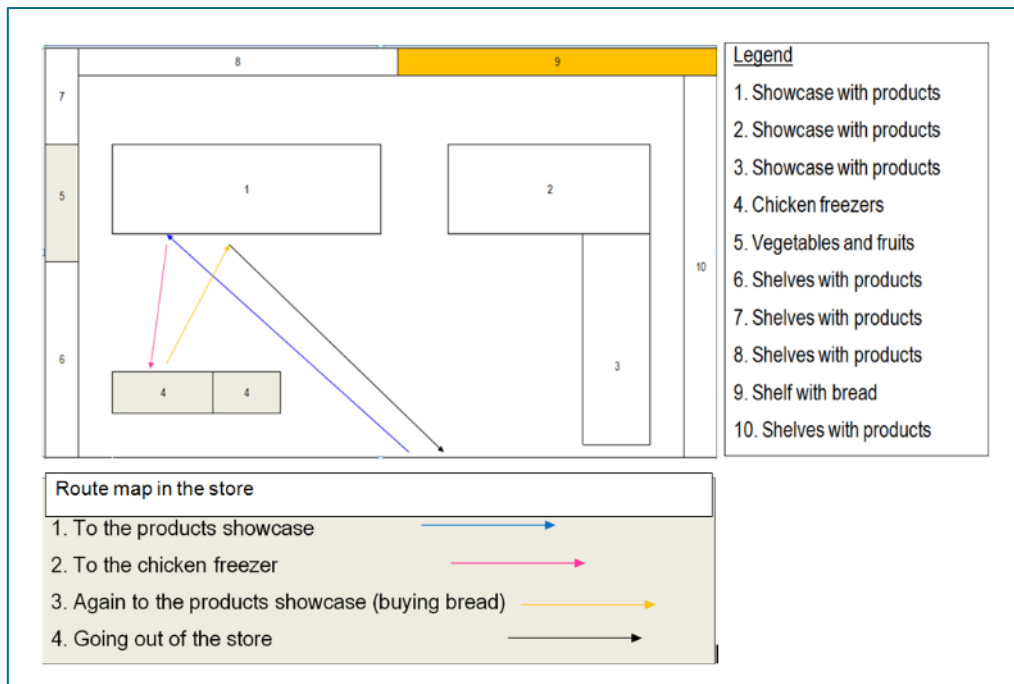 8
9
7
5
1
2
10
6
4
4
3
Legend
1. Showcase with products
2. Showcase with products
3. Showcase with products
4. Chicken freezers
5. Vegetables and fruits
6. Shelves with products
7. Shelves with products
8. Shelves with products
9. Shelf with bread
10. Shelves with products
Route map in the store
1. To the products showcase
2. To the chicken freezer
3. Again to the products showcase (buying bread)
4. Going out of the store